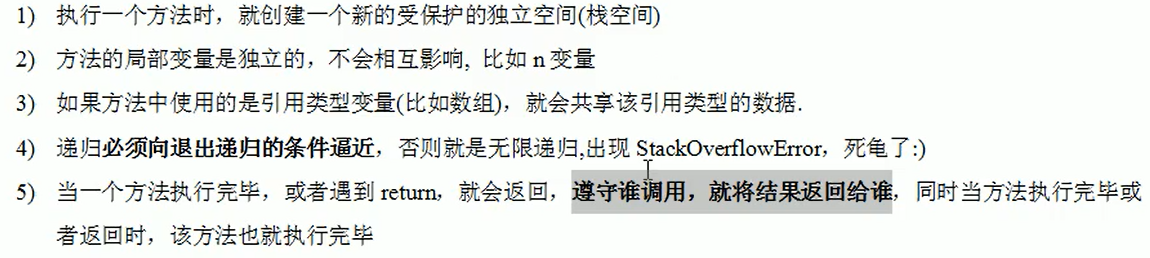 1) 执行一个方法时，就创建一个新的受保护的独立空间(栈空间)
2) 方法的局部变量是独立的，不会相互影响, 比如 n 变量
3) 如果方法中使用的是引用类型变量(比如数组)，就会共享该引用类型的数据.
4) 递归必须向退出递归的条件逼近，否则就是无限递归,出现 StackOverflowError，死龟了:)
5) 当一个方法执行完毕，或者遇到 return，就会返回，遵守谁调用，就将结果返回给谁，同时当方法执行完毕或
者返回时，该方法也就执行完毕